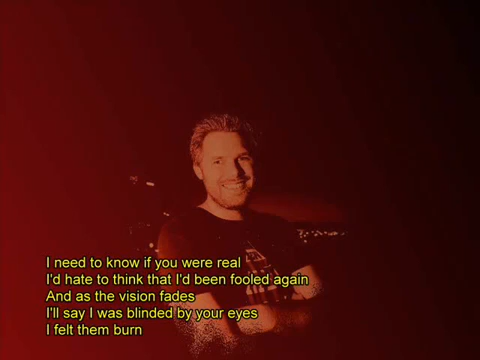 I need to know if you were real
I'd hate to think that I'd been fooled again
And as the vision fades
I'll say I was blinded by your eyes
I felt them burn